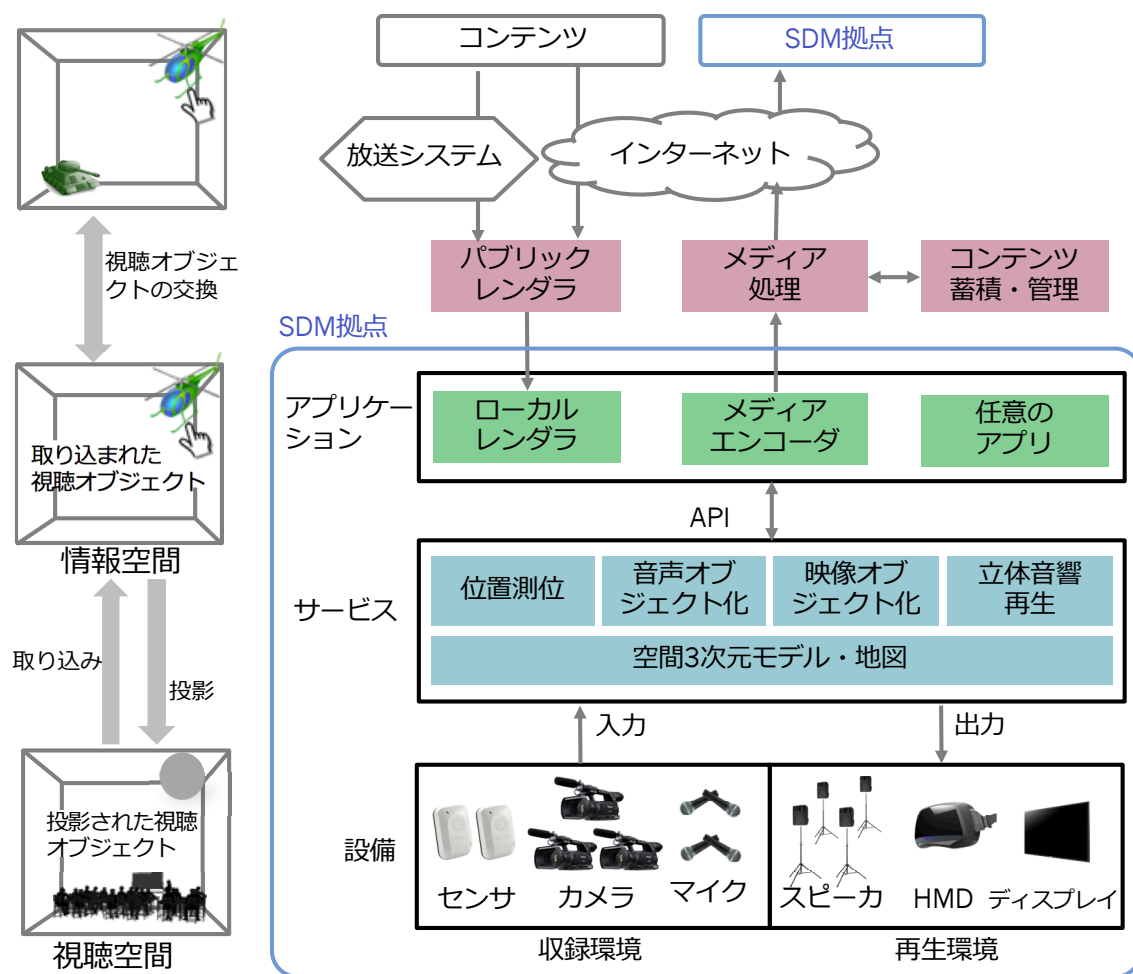 視聴オブジェ
クトの交換
取り込まれた
視聴オブジェクト
情報空間
取り込み
投影
投影された視聴
オブジェクト
視聴空間
コンテンツ
SDM拠点
放送システム
インターネット
パブリック
レンダラ
メディア
処理
コンテンツ
蓄積・管理
SDM拠点
アプリケー
ション
ローカル
レンダラ
メディア
エンコーダ
任意の
アプリ
API
サービス
位置測位
音声オブ
ジェクト化
映像オブ
ジェクト化
立体音響
再生
空間3次元モデル・地図
入力
出力
設備
センサ
カメラ
マイク
スピーカ
HMD
ディスプレイ
収録環境
再生環境